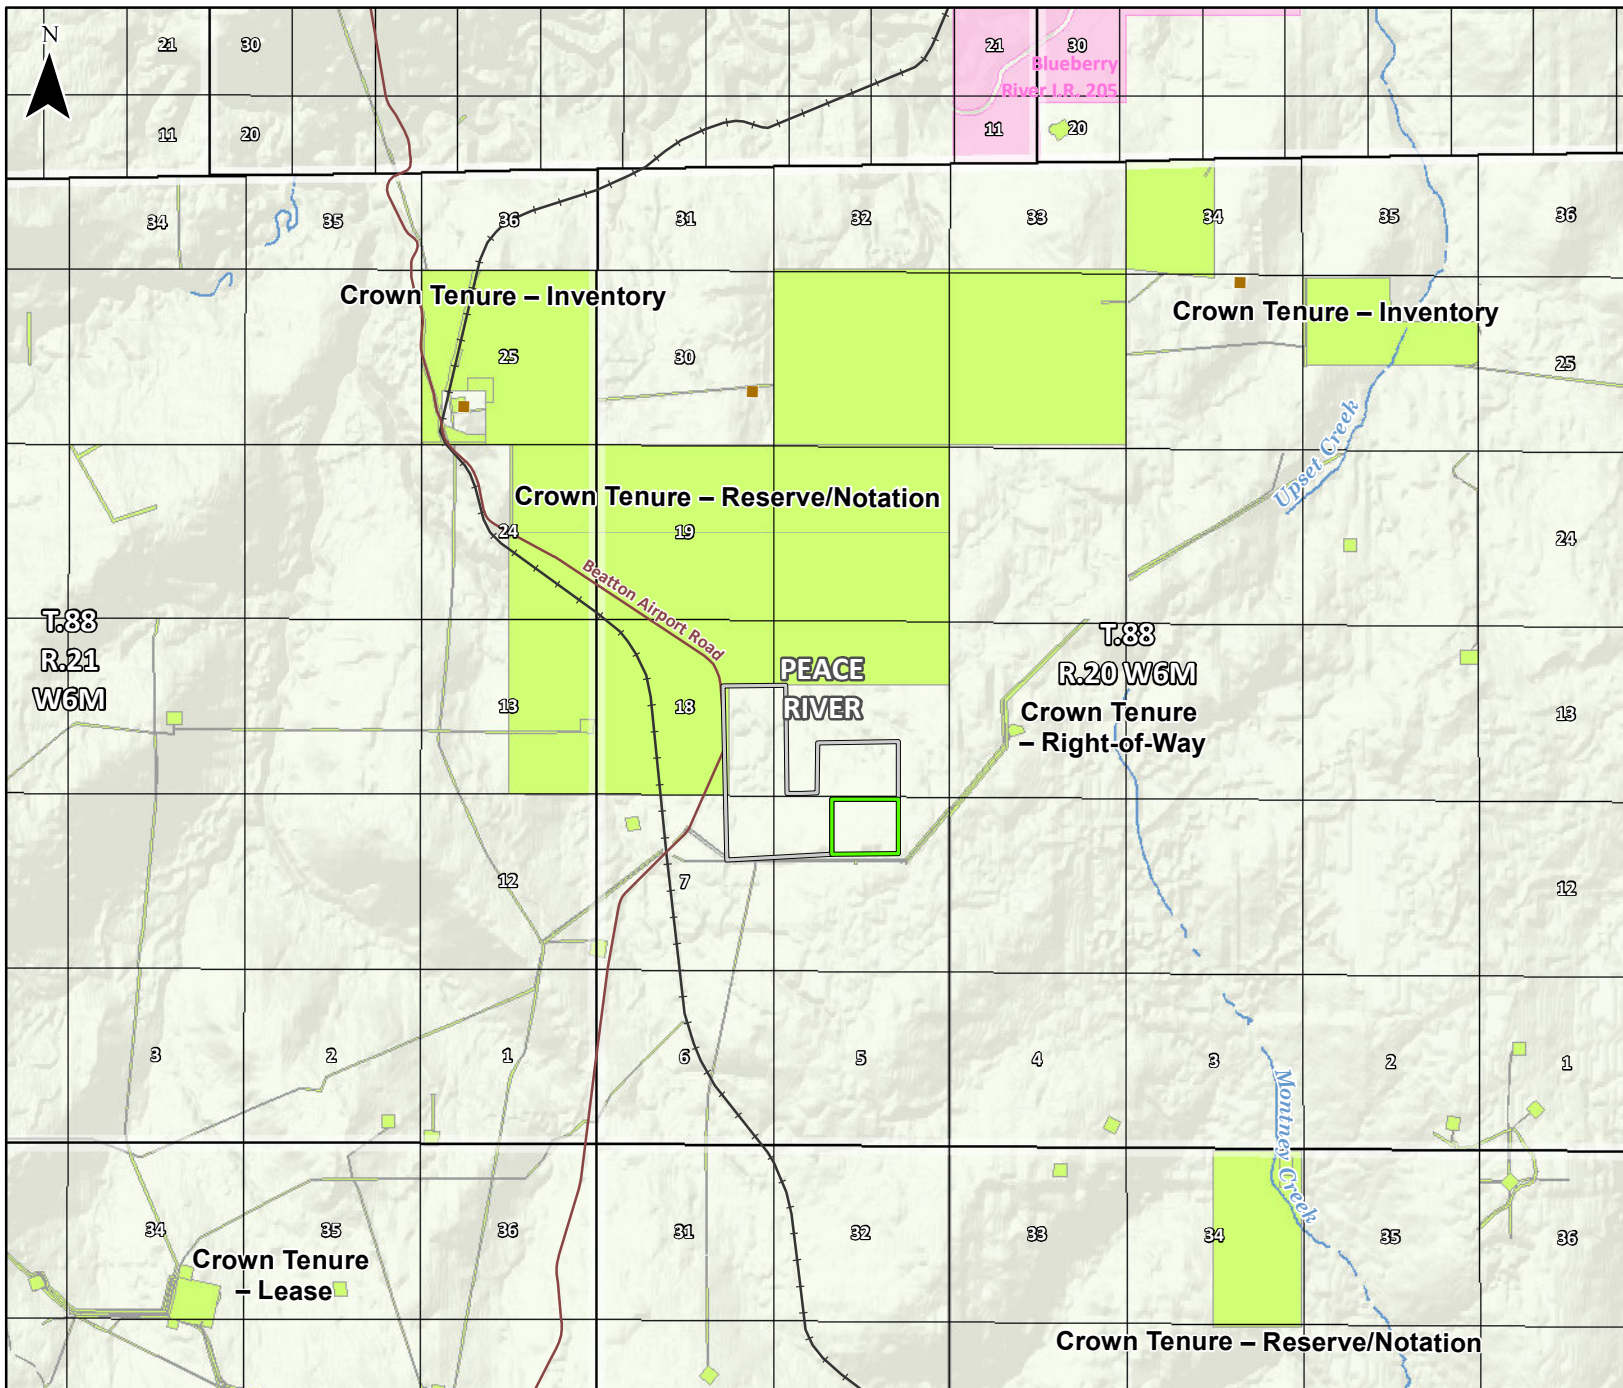 N
21
30
21
30
Blueberry
River I.R. 205
11
20
11
20
34
35
36
31
32
33
34
35
36
Crown Tenure – Inventory
Crown Tenure – Inventory
25
30
25
Upset Creek
Crown Tenure – Reserve/Notation
24
19
24
Beatton Airport Road
T.88
R.21
W6M
PEACE
RIVER
T.88
R.20 W6M
13
18
Crown Tenure
– Right-of-Way
13
12
7
12
3
2
1
6
5
4
3
2
1
Montney Creek
34
35
36
31
32
33
34
35
36
Crown Tenure
– Lease
Crown Tenure – Reserve/Notation